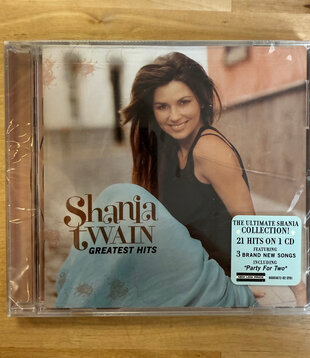 Shania
TWAIN
GREATEST HITS
THE ULTIMATE SHANIA
COLLECTION!
21 HITS ON 1 CD
FEATURING
3 BRAND NEW SONGS
INCLUDING
"Party For Two"